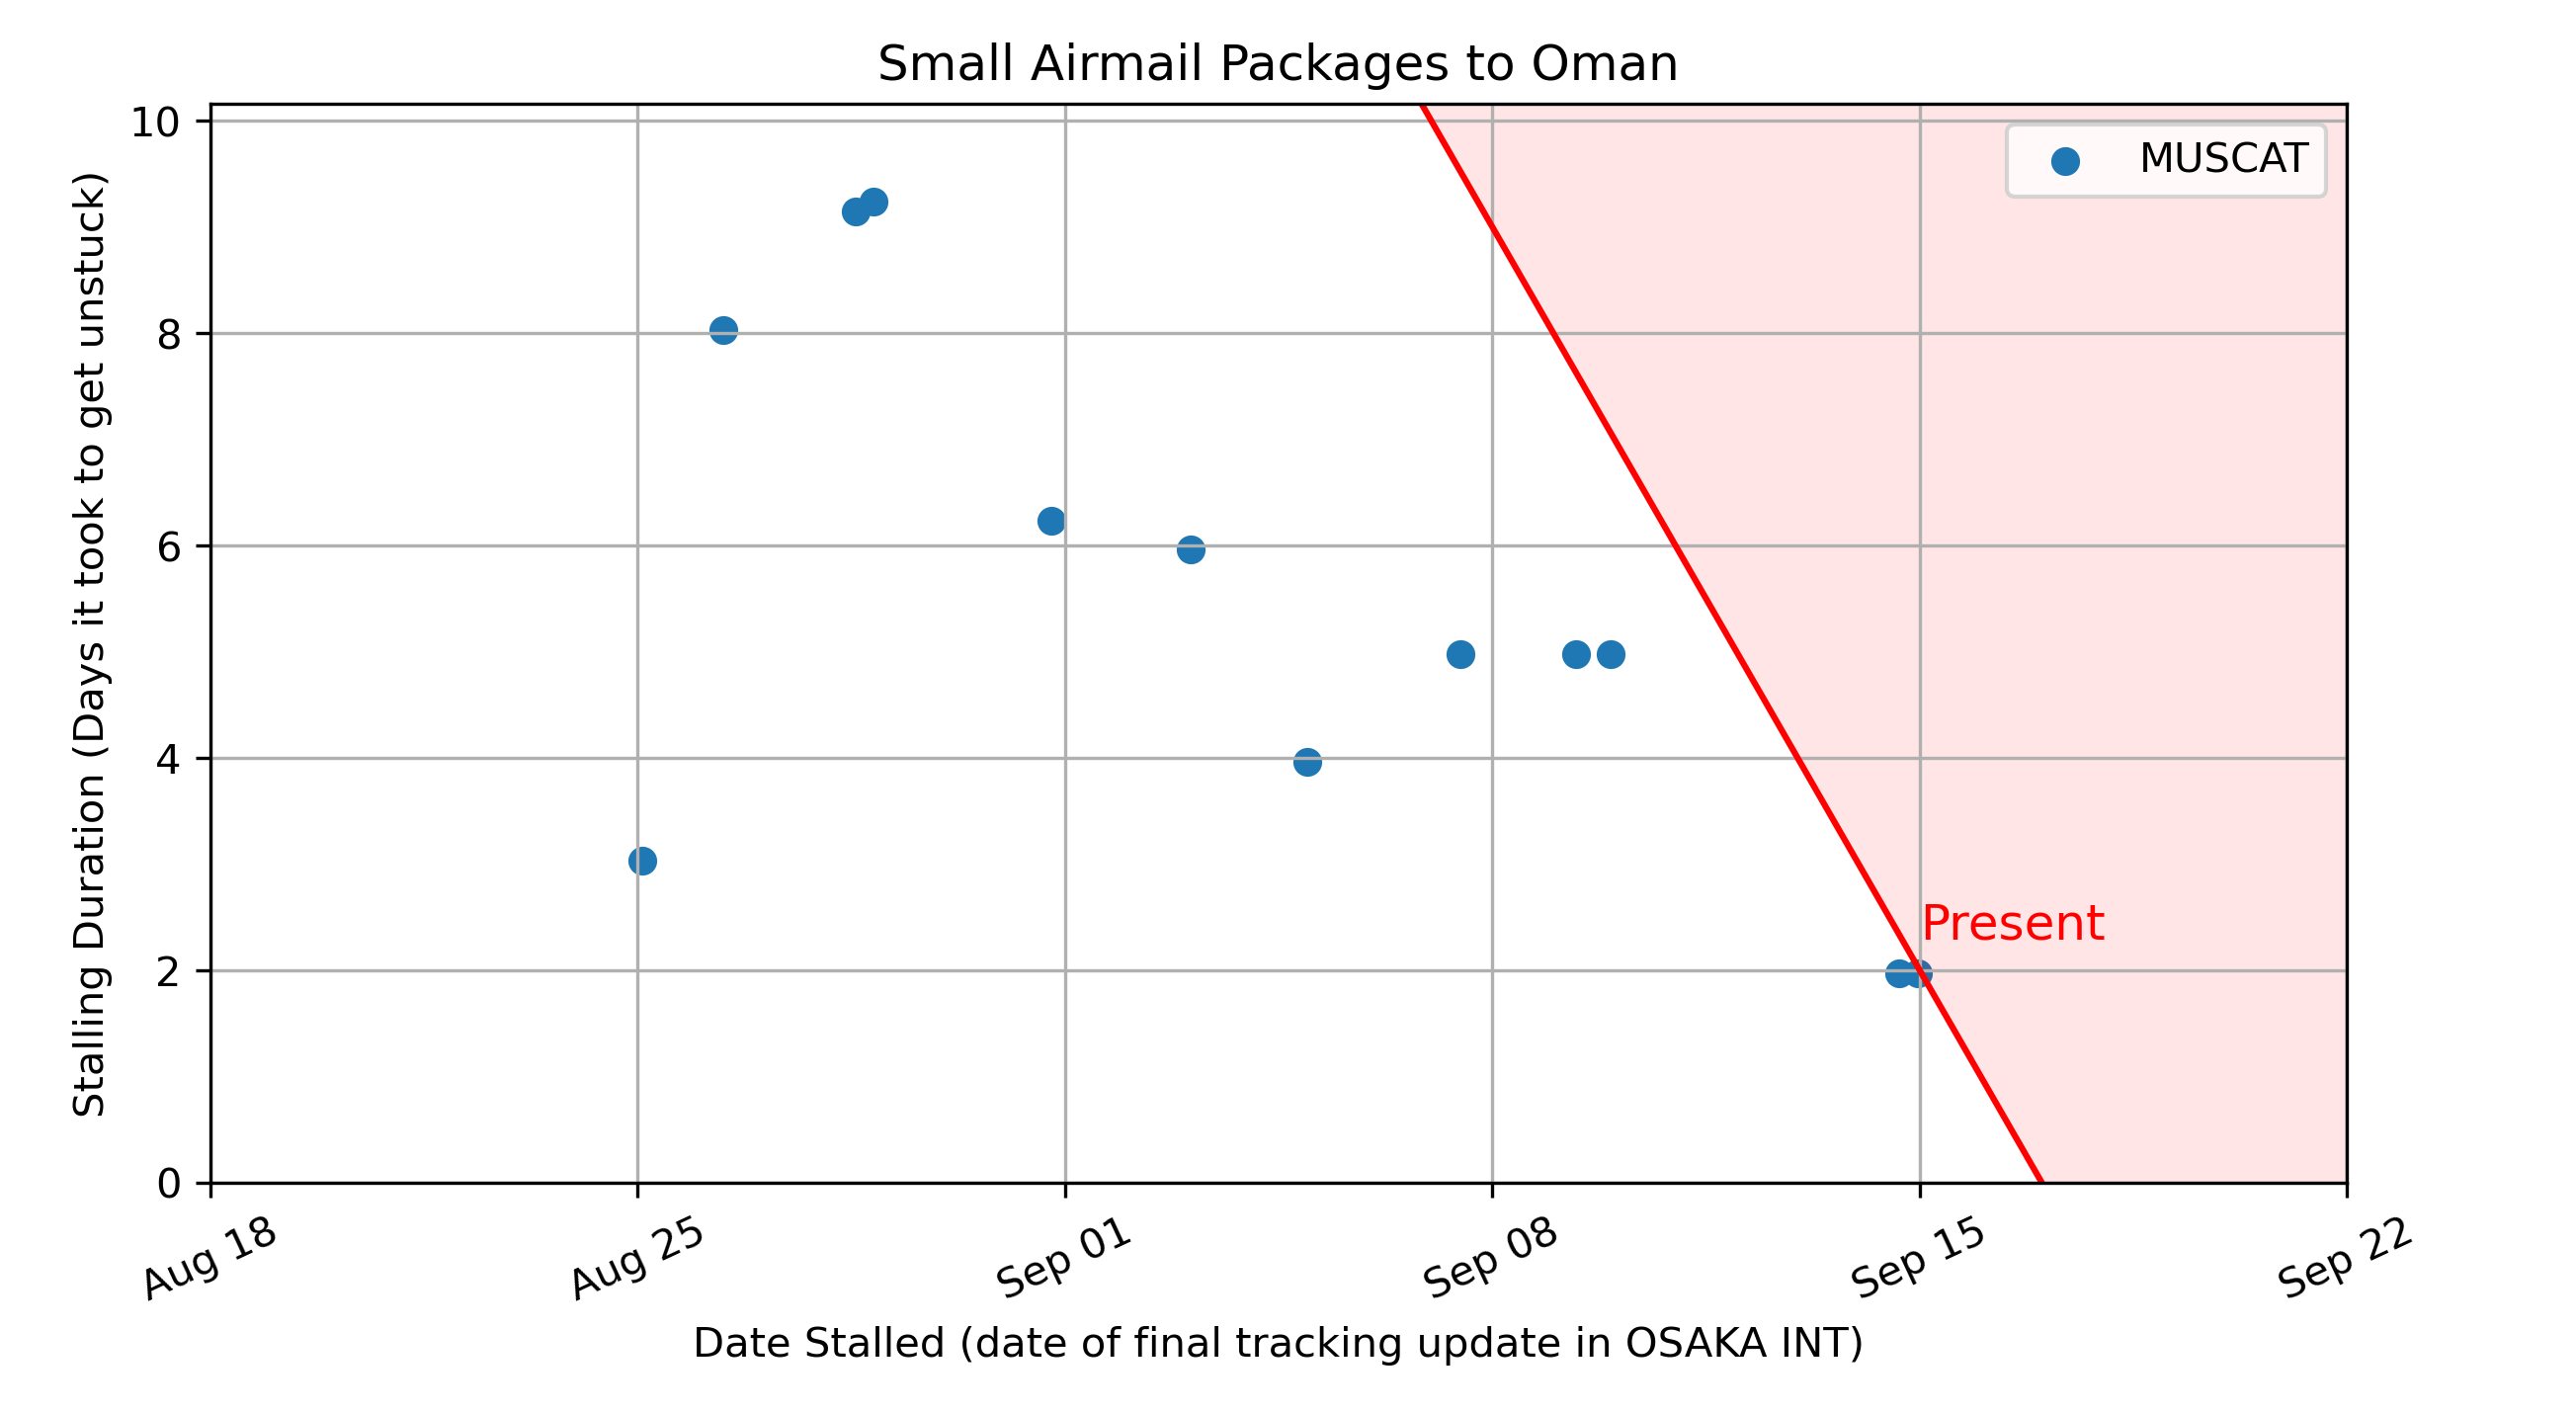 Small Airmail Packages to Oman
Stalling Duration (Days it took to get unstuck)
10
8
6
4
2
0
MUSCAT
Present
Aug 18
Aug 25
Sep 01
Sep 08
Sep 15
Sep 22
Date Stalled (date of final tracking update in OSAKA INT)